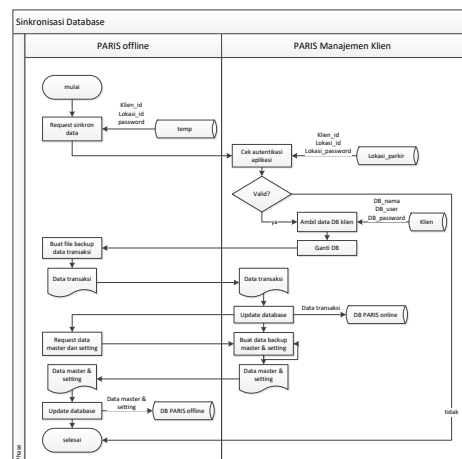 Sinkronisasi Database
PARIS offline
PARIS Manajemen Klien
mulai
Request sinkron
data
Klien_id
Lokasi_id
password
temp
Cek autentikasi
aplikasi
Klien_id
Lokasi_id
Lokasi_password
Lokasi_parkir
Valid?
ya
Ambil data DB klien
DB_nama
DB_user
DB_password
Klien
Ganti DB
Buat file backup
data transaksi
Data transaksi
Data transaksi
Update database
Data transaksi
DB PARIS online
Request data
master dan setting
Buat data backup
master & setting
Data master &
setting
Data master &
setting
Update database
Data master &
setting
DB PARIS offline
tidak
selesai
Phase